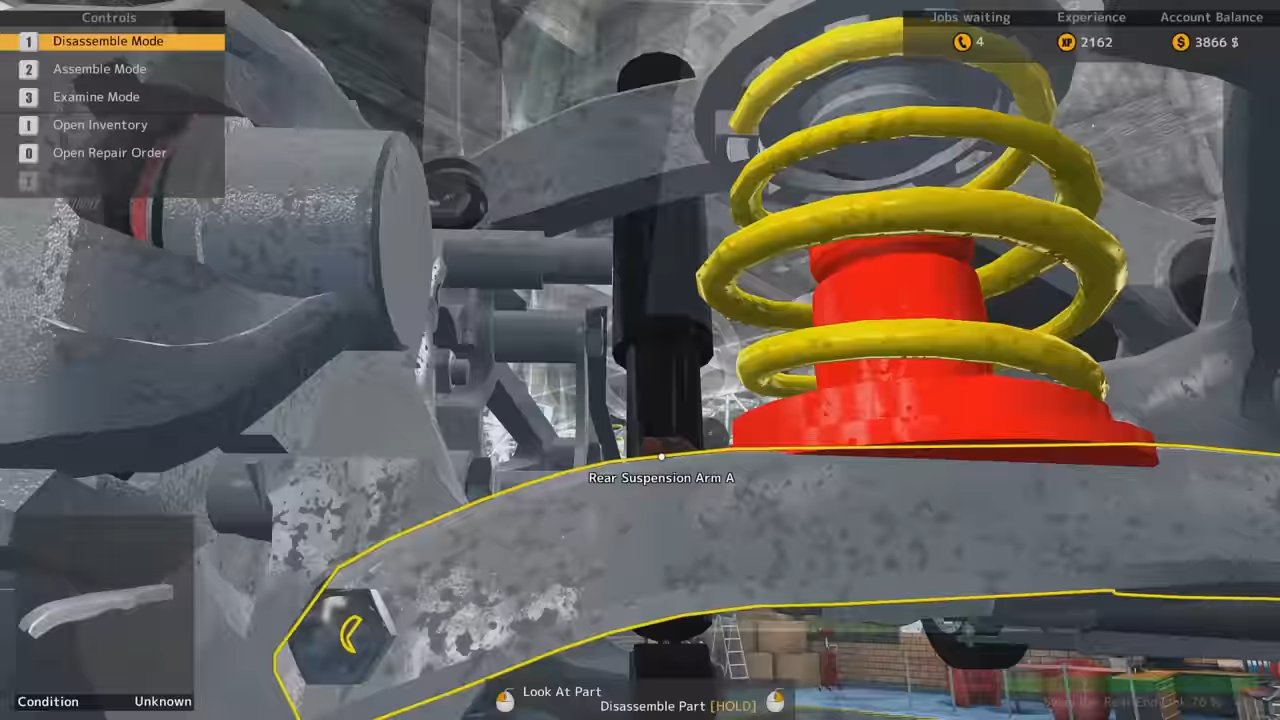 Controls
1 Disassemble Mode
2 Assemble Mode
3 Examine Mode
I Open Inventory
O Open Repair Order
Jobs waiting Experience Account Balance
4 XP 2162 $ 3866 $
Rear Suspension Arm A
Condition Unknown
Look At Part
Disassemble Part [HOLD]